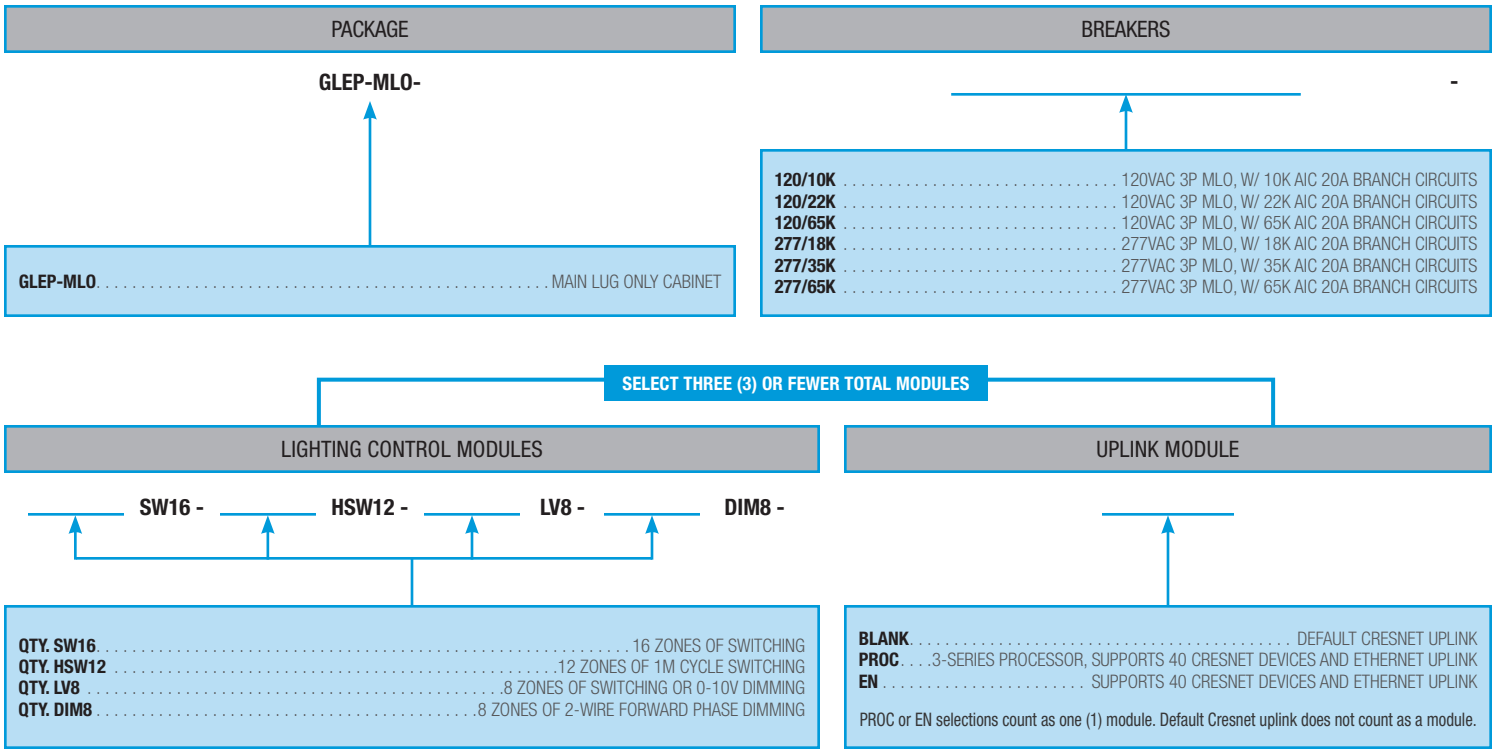 PACKAGE
GLEP-MLO-
GLEP-MLO. . . . . . . . . . . . . . . . . . . . . . . . . . . . . . . . . . . . . . . . . . . . . . . . . . . MAIN LUG ONLY CABINET
BREAKERS
-
120/10K . . . . . . . . . . . . . . . . . . . . . . . . . . . . . . . 120VAC 3P MLO, W/ 10K AIC 20A BRANCH CIRCUITS
120/22K . . . . . . . . . . . . . . . . . . . . . . . . . . . . . . . 120VAC 3P MLO, W/ 22K AIC 20A BRANCH CIRCUITS
120/65K . . . . . . . . . . . . . . . . . . . . . . . . . . . . . . . 120VAC 3P MLO, W/ 65K AIC 20A BRANCH CIRCUITS
277/18K . . . . . . . . . . . . . . . . . . . . . . . . . . . . . . . 277VAC 3P MLO, W/ 18K AIC 20A BRANCH CIRCUITS
277/35K . . . . . . . . . . . . . . . . . . . . . . . . . . . . . . . 277VAC 3P MLO, W/ 35K AIC 20A BRANCH CIRCUITS
277/65K . . . . . . . . . . . . . . . . . . . . . . . . . . . . . . . 277VAC 3P MLO, W/ 65K AIC 20A BRANCH CIRCUITS
SELECT THREE (3) OR FEWER TOTAL MODULES
LIGHTING CONTROL MODULES
SW16 - HSW12 - LV8 - DIM8 -
QTY. SW16. . . . . . . . . . . . . . . . . . . . . . . . . . . . . . . . . . . . . . . . . . . . . . . . . . . . . . . . . . . . 16 ZONES OF SWITCHING
QTY. HSW12 . . . . . . . . . . . . . . . . . . . . . . . . . . . . . . . . . . . . . . . . . . . . . . . . . . .12 ZONES OF 1M CYCLE SWITCHING
QTY. LV8 . . . . . . . . . . . . . . . . . . . . . . . . . . . . . . . . . . . . . . . . . . . . . . . .8 ZONES OF SWITCHING OR 0-10V DIMMING
QTY. DIM8 . . . . . . . . . . . . . . . . . . . . . . . . . . . . . . . . . . . . . . . . . . .8 ZONES OF 2-WIRE FORWARD PHASE DIMMING
UPLINK MODULE
BLANK. . . . . . . . . . . . . . . . . . . . . . . . . . . . . . . . . . . . . . . . . . . DEFAULT CRESNET UPLINK
PROC. . . .3-SERIES PROCESSOR, SUPPORTS 40 CRESNET DEVICES AND ETHERNET UPLINK
EN . . . . . . . . . . . . . . . . . . . . . . . SUPPORTS 40 CRESNET DEVICES AND ETHERNET UPLINK
PROC or EN selections count as one (1) module. Default Cresnet uplink does not count as a module.